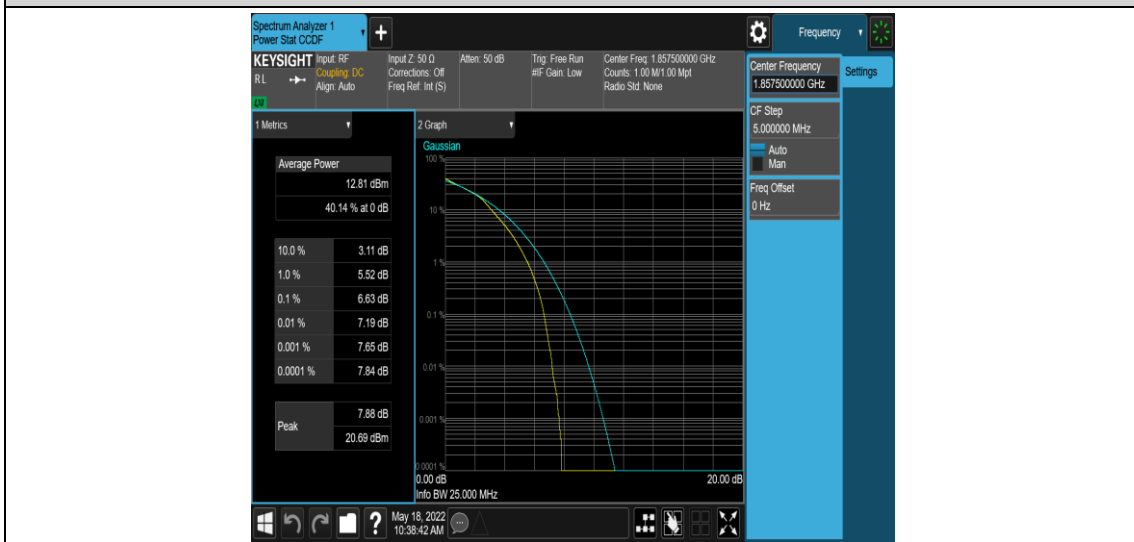 Spectrum Analyzer 1
Power Stat CCDF
+
Frequency
KEYSIGHT
RL
LXI
Input: RF
Coupling: DC
Align: Auto
Input Z: 50 Ω
Corrections: Off
Freq Ref: Int (S)
Atten: 50 dB
Trig: Free Run
#IF Gain: Low
Center Freq: 1.857500000 GHz
Counts: 1.00 M/1.00 Mpt
Radio Std: None
Center Frequency
1.857500000 GHz
Settings
CF Step
5.000000 MHz
Auto
Man
Freq Offset
0 Hz
1 Metrics
Average Power
12.81 dBm
40.14 % at 0 dB
10.0 % 3.11 dB
1.0 % 5.52 dB
0.1 % 6.63 dB
0.01 % 7.19 dB
0.001 % 7.65 dB
0.0001 % 7.84 dB
Peak
7.88 dB
20.69 dBm
2 Graph
Gaussian
100 %
10 %
1 %
0.1 %
0.01 %
0.001 %
0.0001 %
0.00 dB 20.00 dB
Info BW 25.000 MHz
?
May 18, 2022
10:38:42 AM